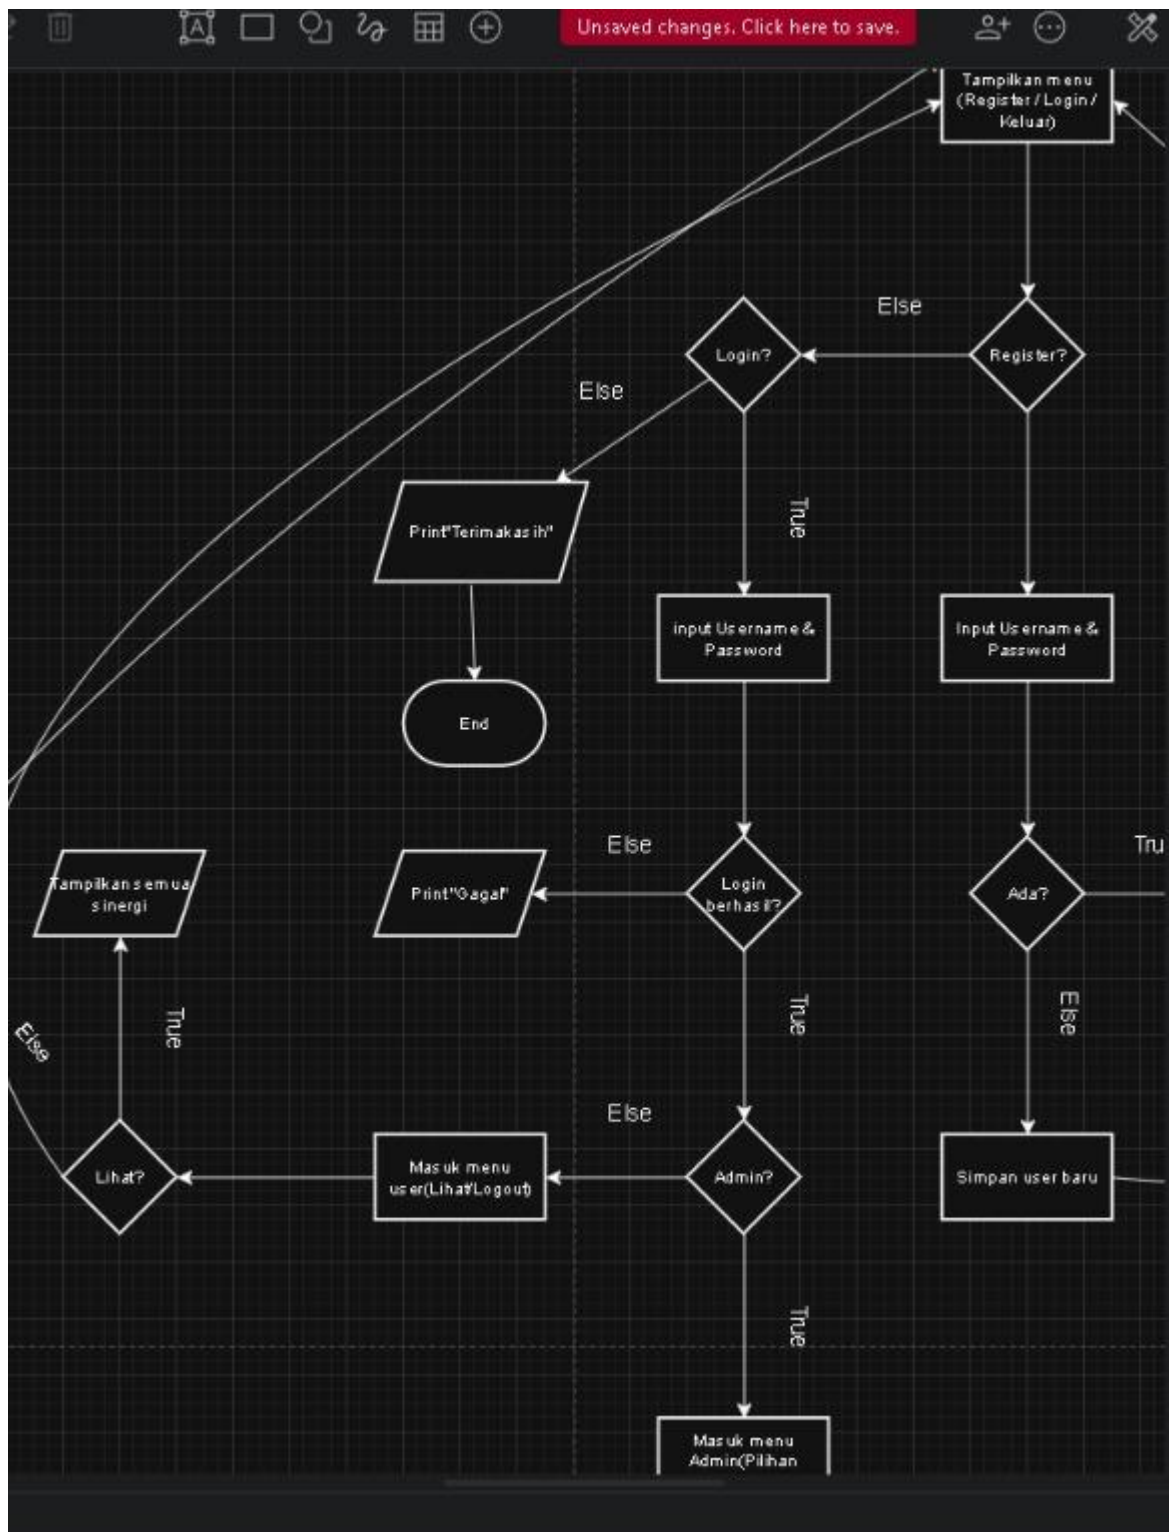 Unsaved changes. Click here to save.
Tampilkan menu
(Register / Login /
Keluar)
Else
Login?
Register?
Else
True
Print"Terimakasih"
input Username &
Password
Input Username &
Password
End
Else
Tru
Tampilkan semua
sinergi
Print"Gagal"
Login
berhasil?
Ada?
Else
True
True
Else
Else
Lihat?
Masuk menu
user(Lihat/Logout)
Admin?
Simpan user baru
True
Masuk menu
Admin(Pilihan